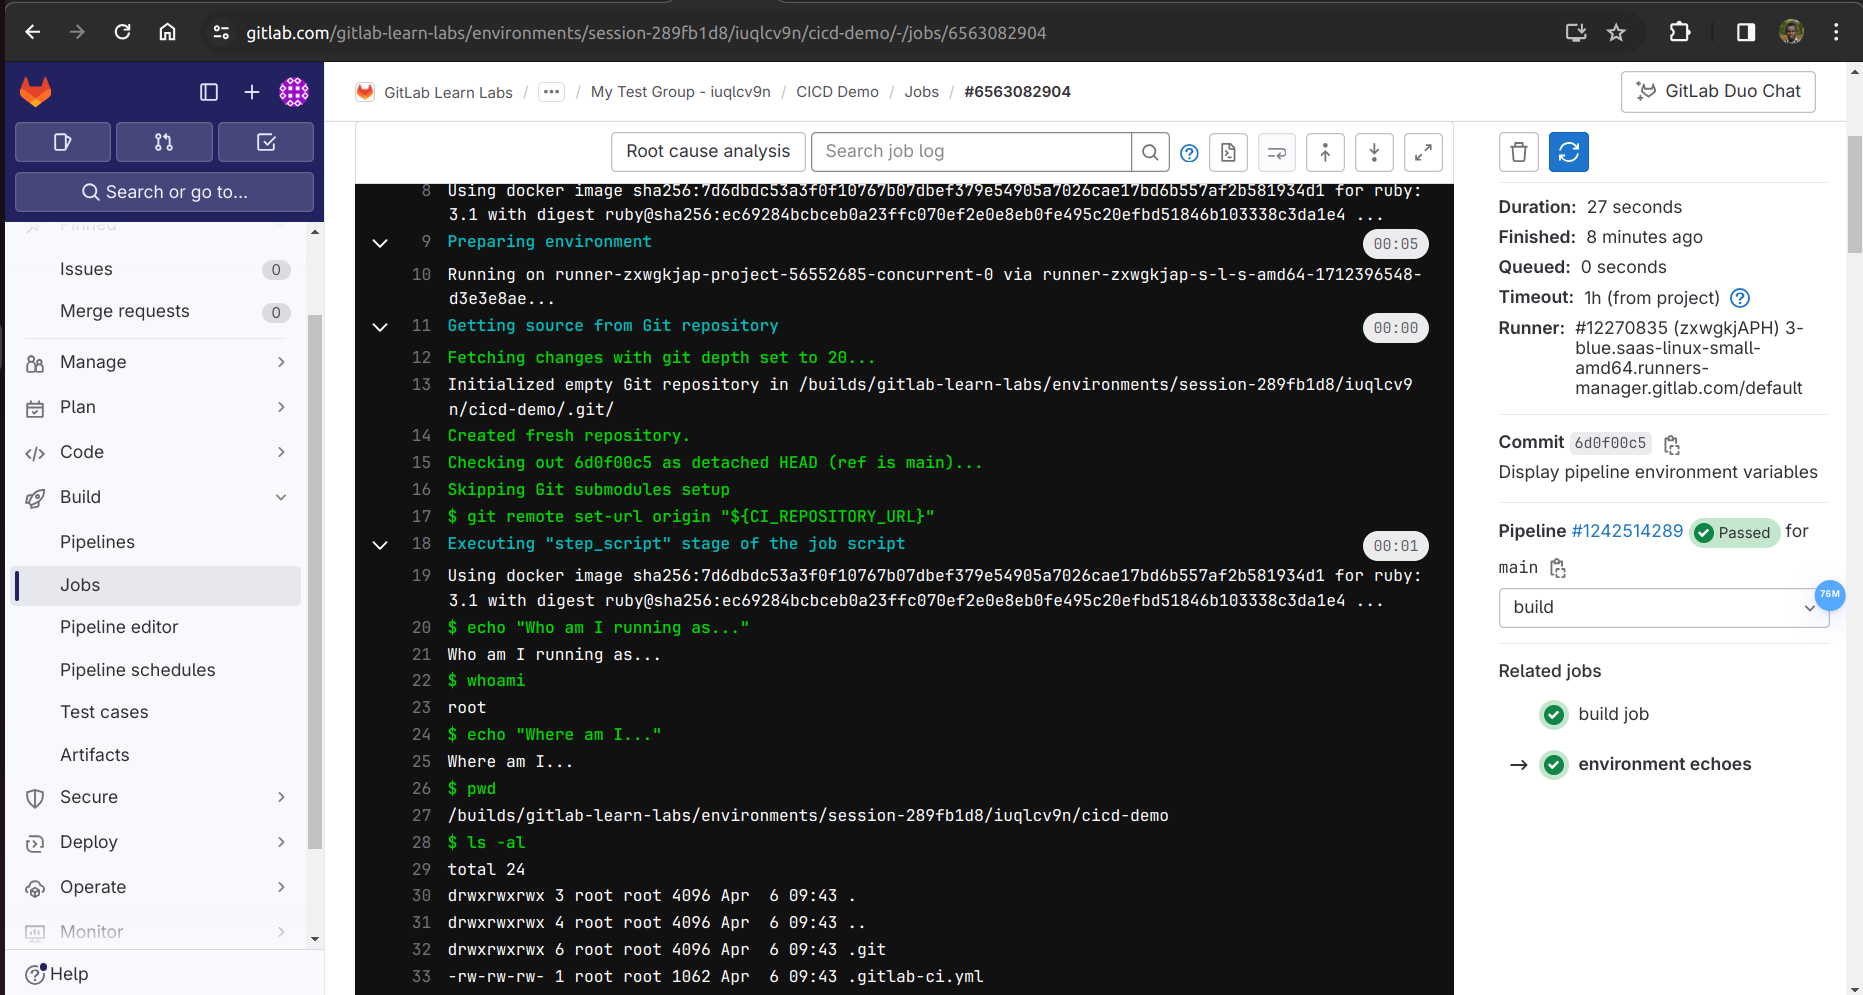 gitlab.com/gitlab-learn-labs/environments/session-289fb1d8/iuqlcv9n/cicd-demo/-/jobs/6563082904
GitLab Learn Labs / ••• / My Test Group - iuqlcv9n / CICD Demo / Jobs / #6563082904
GitLab Duo Chat
Search or go to...
Pinned
Issues 0
Merge requests 0
Manage
Plan
Code
Build
Pipelines
Jobs
Pipeline editor
Pipeline schedules
Test cases
Artifacts
Secure
Deploy
Operate
Monitor
Help
Root cause analysis
Search job log
8 Using docker image sha256:7d6dbdc53a3f0f10767b07dbef379e54905a7026cae17bd6b557af2b581934d1 for ruby:
3.1 with digest ruby@sha256:ec69284bcbceb0a23ffc070ef2e0e8eb0fe495c20efbd51846b103338c3da1e4 ...
9 Preparing environment 00:05
10 Running on runner-zxwgkjap-project-56552685-concurrent-0 via runner-zxwgkjap-s-l-s-amd64-1712396548-
d3e3e8ae...
11 Getting source from Git repository 00:00
12 Fetching changes with git depth set to 20...
13 Initialized empty Git repository in /builds/gitlab-learn-labs/environments/session-289fb1d8/iuqlcv9
n/cicd-demo/.git/
14 Created fresh repository.
15 Checking out 6d0f00c5 as detached HEAD (ref is main)...
16 Skipping Git submodules setup
17 $ git remote set-url origin "${CI_REPOSITORY_URL}"
18 Executing "step_script" stage of the job script 00:01
19 Using docker image sha256:7d6dbdc53a3f0f10767b07dbef379e54905a7026cae17bd6b557af2b581934d1 for ruby:
3.1 with digest ruby@sha256:ec69284bcbceb0a23ffc070ef2e0e8eb0fe495c20efbd51846b103338c3da1e4 ...
20 $ echo "Who am I running as..."
21 Who am I running as...
22 $ whoami
23 root
24 $ echo "Where am I..."
25 Where am I...
26 $ pwd
27 /builds/gitlab-learn-labs/environments/session-289fb1d8/iuqlcv9n/cicd-demo
28 $ ls -al
29 total 24
30 drwxrwxrwx 3 root root 4096 Apr  6 09:43 .
31 drwxrwxrwx 4 root root 4096 Apr  6 09:43 ..
32 drwxrwxrwx 6 root root 4096 Apr  6 09:43 .git
33 -rw-rw-rw- 1 root root 1062 Apr  6 09:43 .gitlab-ci.yml
Duration: 27 seconds
Finished: 8 minutes ago
Queued: 0 seconds
Timeout: 1h (from project)
Runner: #12270835 (zxwgkjAPH) 3-
blue.saas-linux-small-
amd64.runners-
manager.gitlab.com/default
Commit 6d0f00c5
Display pipeline environment variables
Pipeline #1242514289 Passed for
main
76M
build
Related jobs
build job
environment echoes